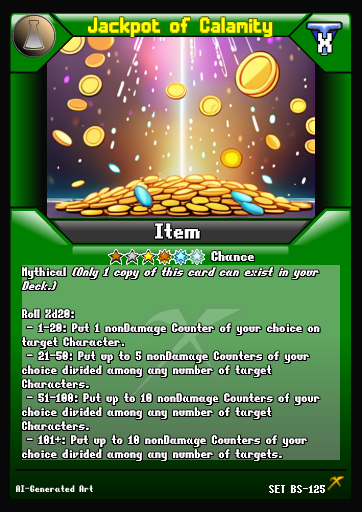 Jackpot of Calamity
X
Item
Chance
Mythical (Only 1 copy of this card can exist in your
Deck.)
Roll Xd20:
- 1-20: Put 1 nonDamage Counter of your choice on
target Character.
- 21-50: Put up to 5 nonDamage Counters of your
choice divided among any number of target
Characters.
- 51-100: Put up to 10 nonDamage Counters of your
choice divided among any number of target
Characters.
- 101+: Put up to 10 nonDamage Counters of your
choice divided among any number of targets.
AI-Generated Art
SET BS-125